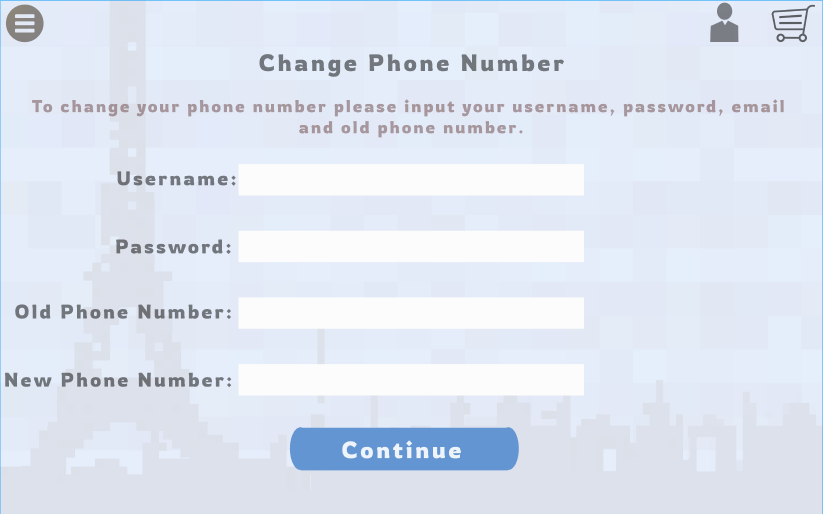 Change Phone Number
To change your phone number please input your username, password, email
and old phone number.
Username:
Password:
Old Phone Number:
New Phone Number:
Continue